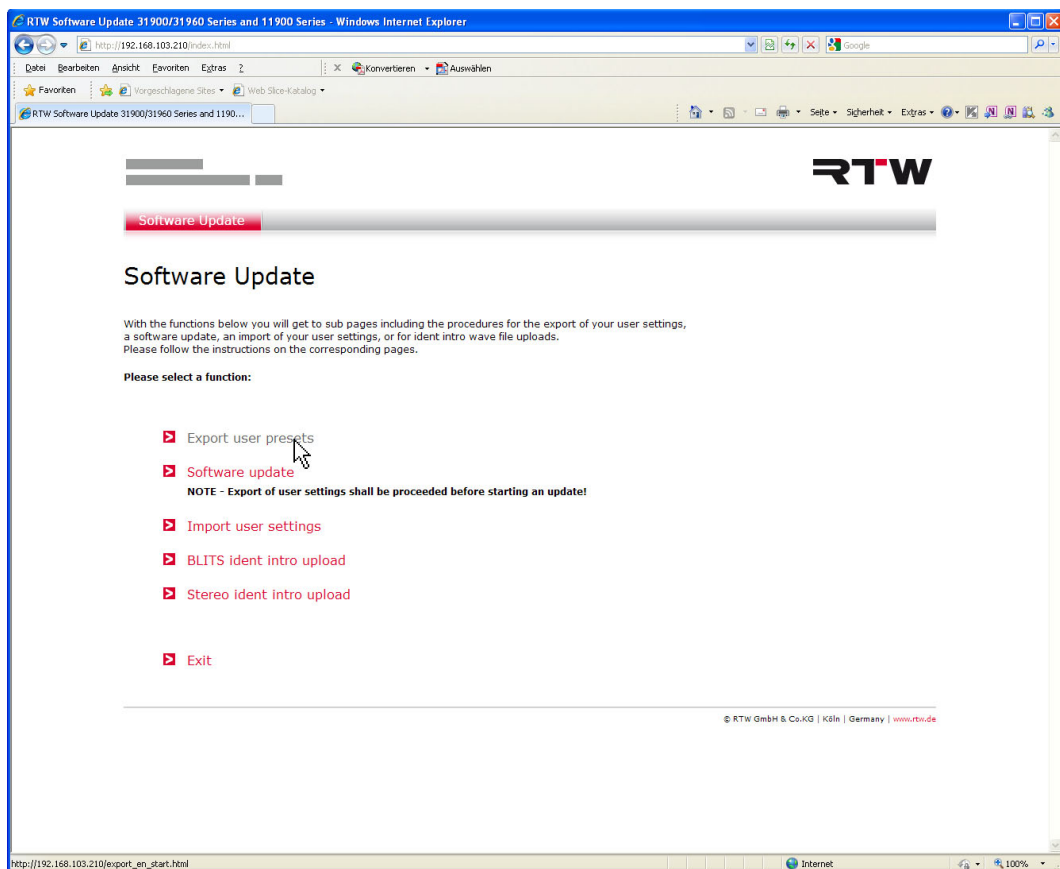 RTW Software Update 31900/31960 Series and 11900 Series - Windows Internet Explorer
http://192.168.103.210/index.html
Google
Datei Bearbeiten Ansicht Favoriten Extras ?
X Konvertieren Auswählen
Favoriten Vorgeschlagene Sites Web Slice-Katalog
RTW Software Update 31900/31960 Series and 1190...
Seite Sicherheit Extras
RTW
Software Update
Software Update
With the functions below you will get to sub pages including the procedures for the export of your user settings,
a software update, an import of your user settings, or for ident intro wave file uploads.
Please follow the instructions on the corresponding pages.
Please select a function:
Export user presets
Software update
NOTE - Export of user settings shall be proceeded before starting an update!
Import user settings
BLITS ident intro upload
Stereo ident intro upload
Exit
© RTW GmbH & Co.KG | Köln | Germany | www.rtw.de
http://192.168.103.210/export_en_start.html
Internet
100%